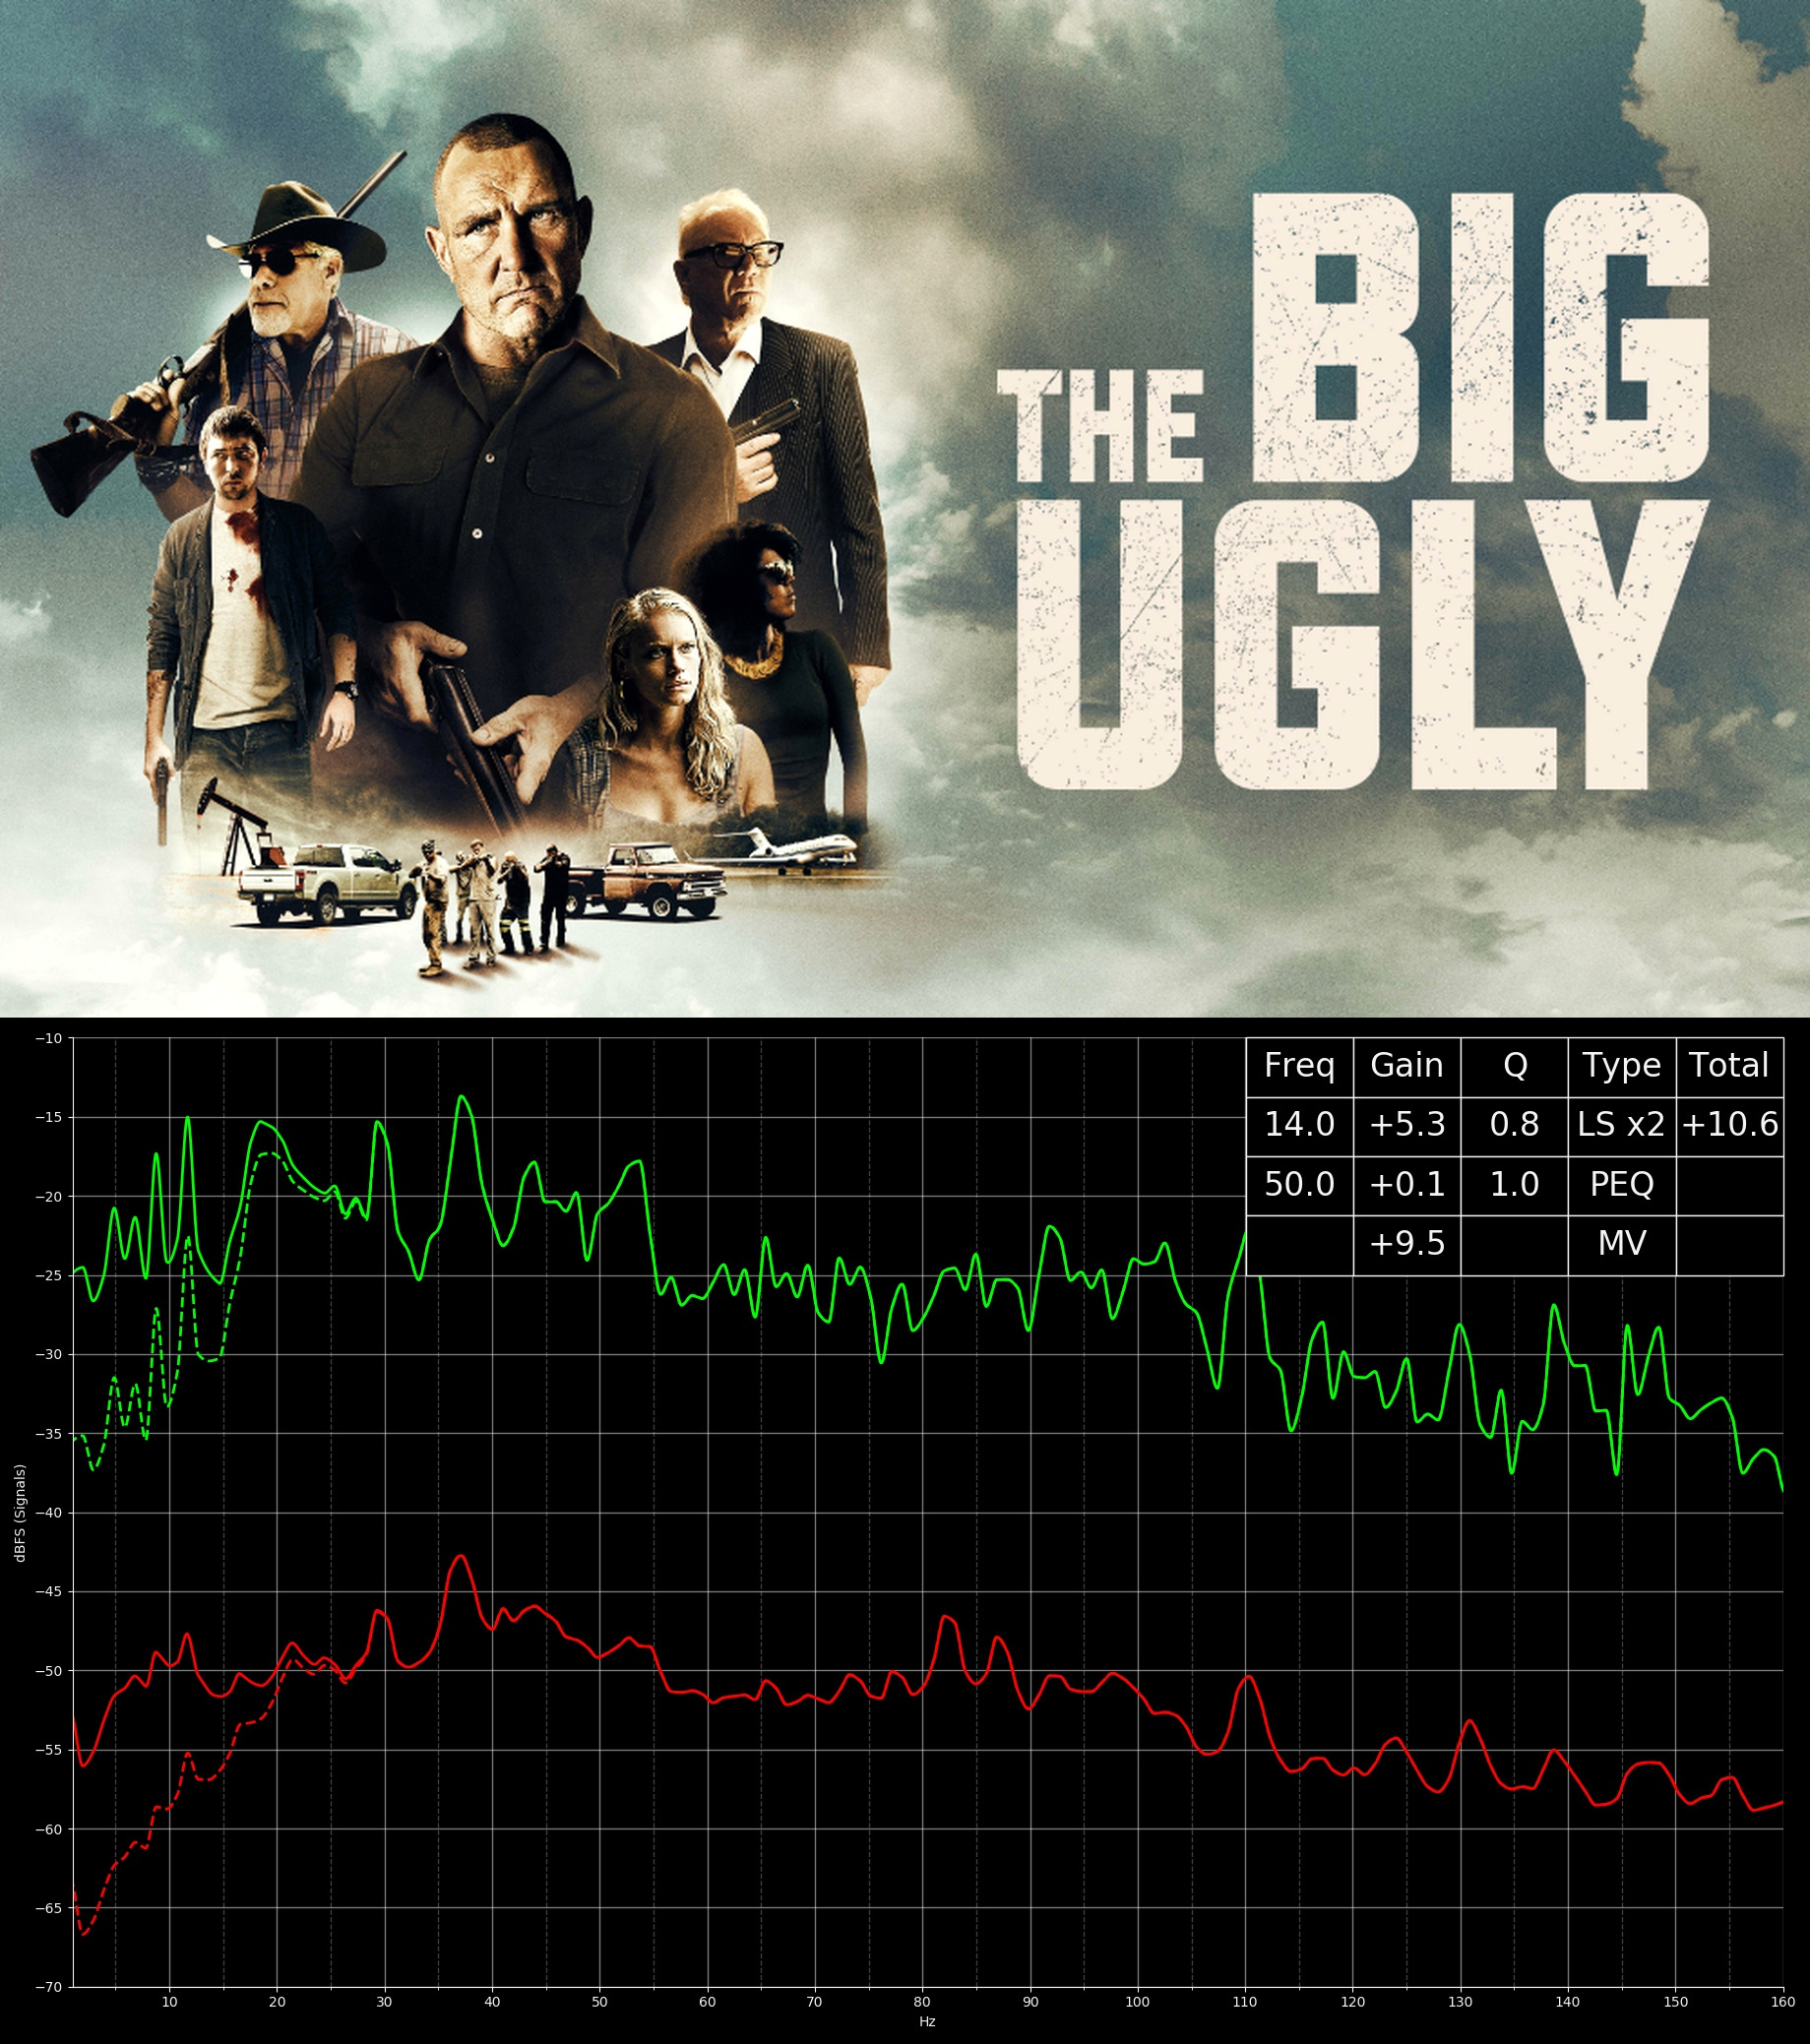 THE BIG
UGLY
Freq Gain Q Type Total
14.0 +5.3 0.8 LS x2 +10.6
50.0 +0.1 1.0 PEQ
+9.5 MV
−10
−15
−20
−25
−30
−35
−40
−45
−50
−55
−60
−65
−70
dBFS (Signals)
10 20 30 40 50 60 70 80 90 100 110 120 130 140 150 160
Hz